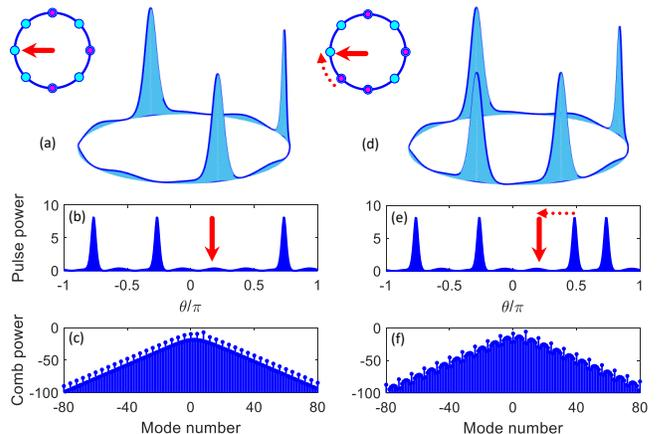 (a)
(d)
10
5
0
(b)
-1
-0.5
0
0.5
1
θ/π
Pulse power
10
5
0
(e)
-1
-0.5
0
0.5
1
θ/π
0
-50
-100
(c)
-80
-40
0
40
80
Comb power
Mode number
0
-50
-100
(f)
-80
-40
0
40
80
Mode number